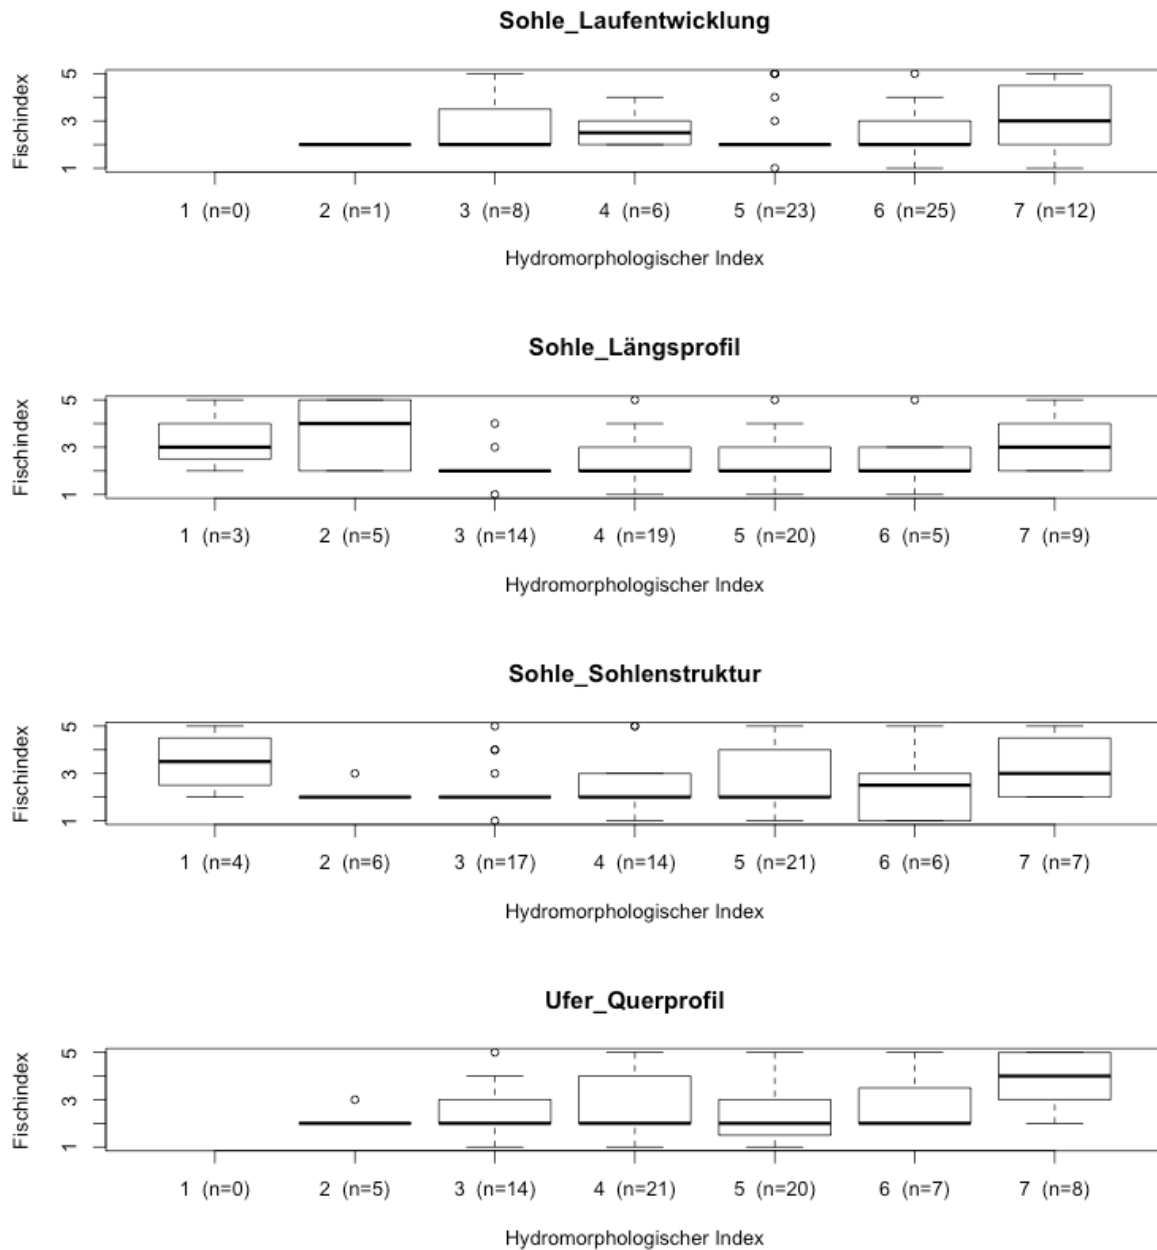 Sohle_Laufentwicklung
Fischindex
5
3
1
1 (n=0) 2 (n=1) 3 (n=8) 4 (n=6) 5 (n=23) 6 (n=25) 7 (n=12)
Hydromorphologischer Index
Sohle_Längsprofil
Fischindex
5
3
1
1 (n=3) 2 (n=5) 3 (n=14) 4 (n=19) 5 (n=20) 6 (n=5) 7 (n=9)
Hydromorphologischer Index
Sohle_Sohlenstruktur
Fischindex
5
3
1
1 (n=4) 2 (n=6) 3 (n=17) 4 (n=14) 5 (n=21) 6 (n=6) 7 (n=7)
Hydromorphologischer Index
Ufer_Querprofil
Fischindex
5
3
1
1 (n=0) 2 (n=5) 3 (n=14) 4 (n=21) 5 (n=20) 6 (n=7) 7 (n=8)
Hydromorphologischer Index